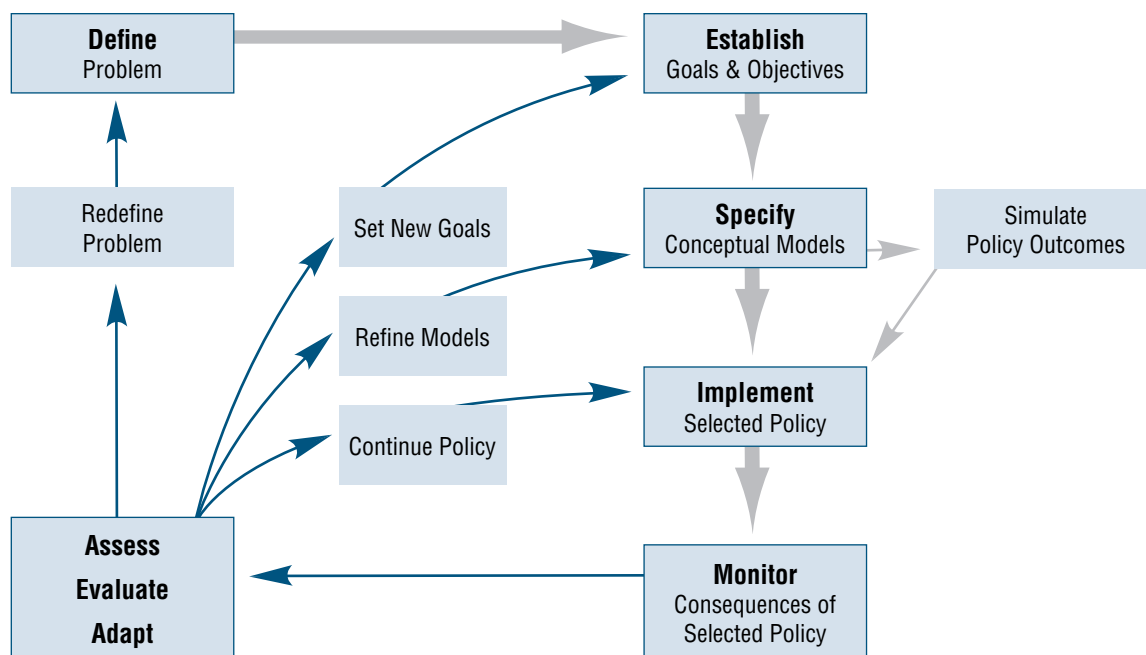 Define
Problem
Establish
Goals & Objectives
Redefine
Problem
Set New Goals
Specify
Conceptual Models
Simulate
Policy Outcomes
Refine Models
Implement
Selected Policy
Continue Policy
Assess
Evaluate
Adapt
Monitor
Consequences of
Selected Policy